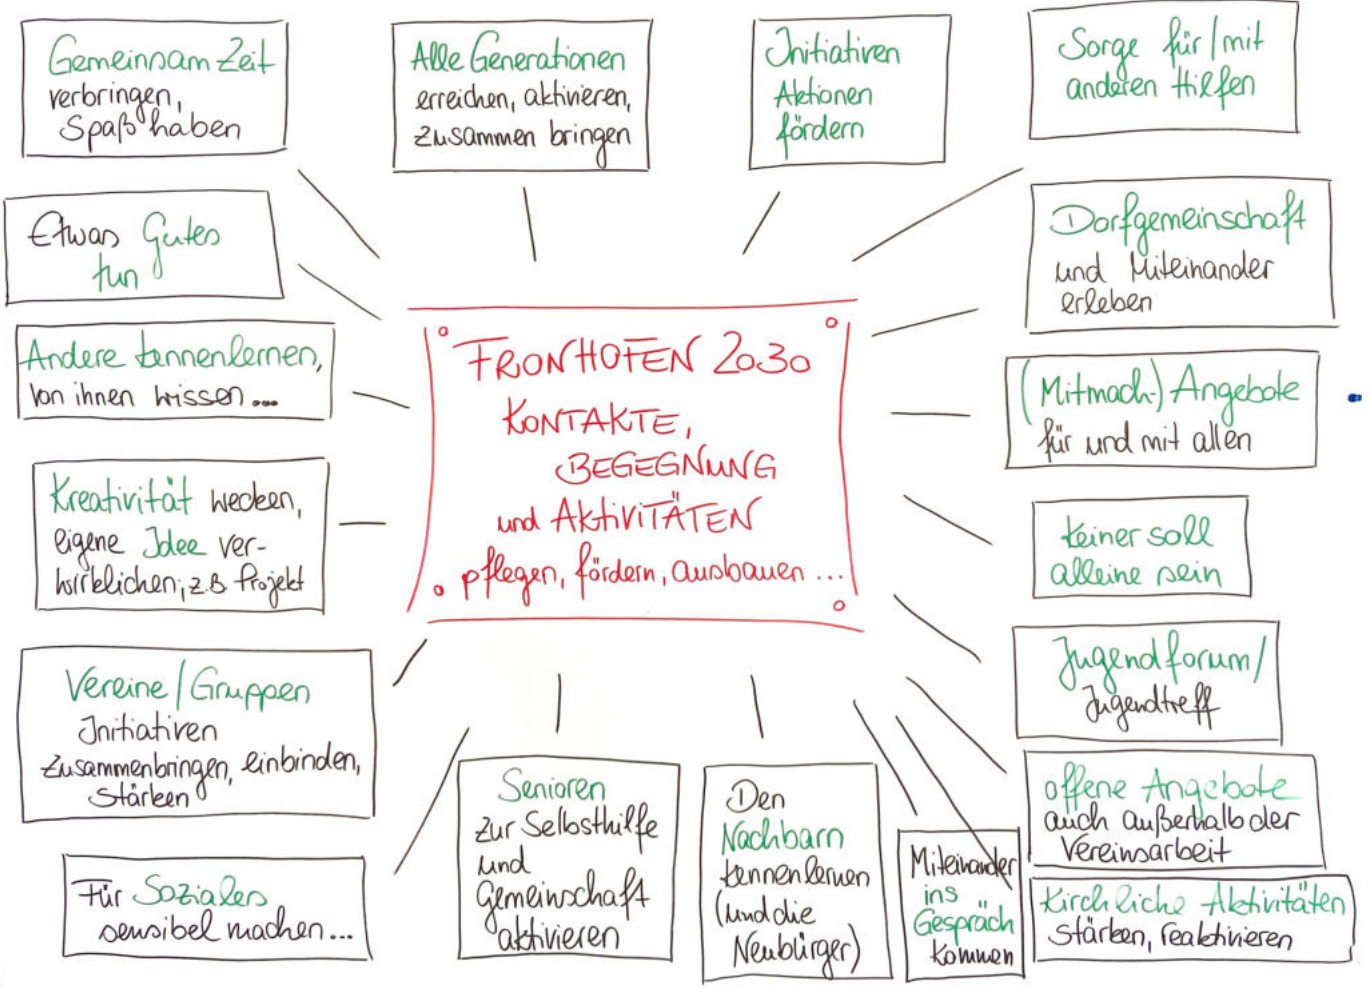 Gemeinsam Zeit
verbringen,
Spaß haben
Alle Generationen
erreichen, aktivieren,
zusammen bringen
Initiativen
Aktionen
fördern
Sorge für/mit
anderen Hilfen
Etwas Gutes
tun
Dorfgemeinschaft
und Miteinander
erleben
Andere kennenlernen,
von ihnen wissen...
FRONHOFEN 2030
KONTAKTE,
BEGEGNUNG
und AKTIVITÄTEN
pflegen, fördern, ausbauen ...
(Mitmach-) Angebote
für und mit allen
Kreativität wecken,
eigene Idee ver-
wirklichen, z.B Projekt
Keiner soll
alleine sein
Vereine/Gruppen
Initiativen
zusammenbringen, einbinden,
stärken
Jugendforum/
Jugendtreff
Für Soziales
sensibel machen...
Senioren
zur Selbsthilfe
und
Gemeinschaft
aktivieren
Den
Nachbarn
kennenlernen
(und die
Neubürger)
Miteinander
ins
Gespräch
kommen
offene Angebote
auch außerhalb der
Vereinsarbeit
Kirchliche Aktivitäten
stärken, reaktivieren